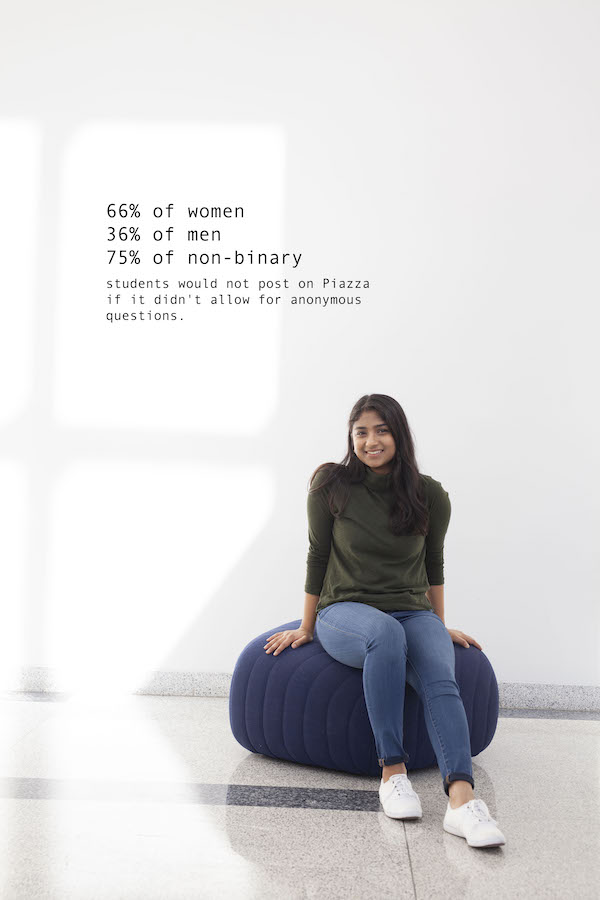 66% of women
36% of men
75% of non-binary
students would not post on Piazza
if it didn't allow for anonymous
questions.